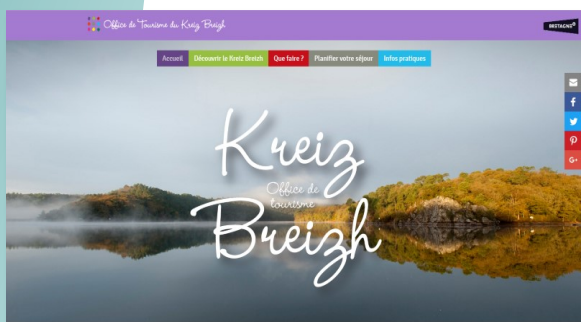 Office de Tourisme du Kreiz Breizh
BRETAGNE
Accueil Découvrir le Kreiz Breizh Que faire ? Planifier votre séjour Infos pratiques
Kreiz
Office de
tourisme
Breizh
G+